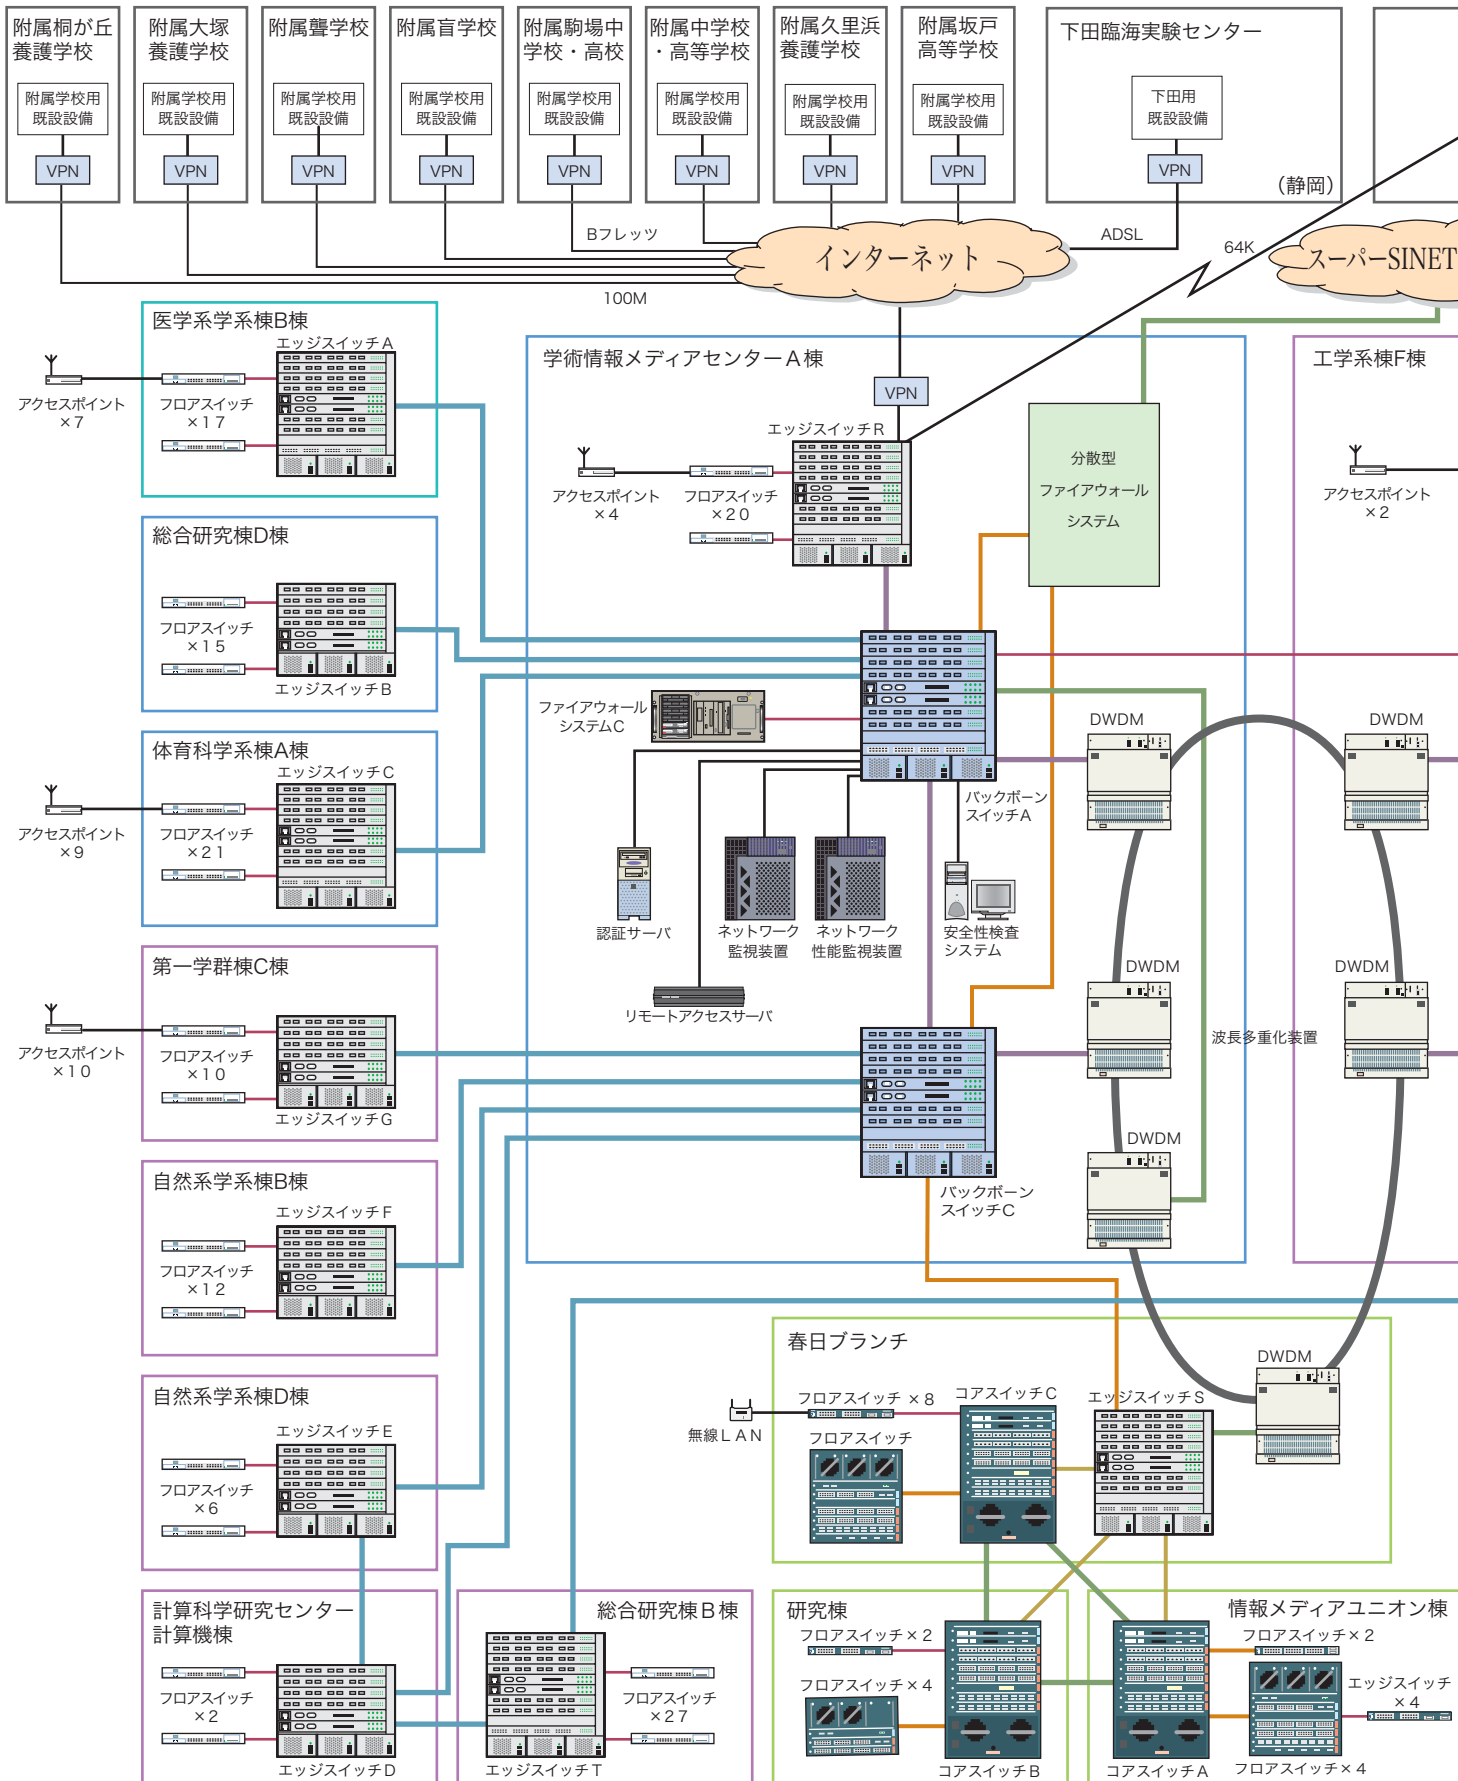 附属桐が丘
養護学校
附属大塚
養護学校
附属聾学校
附属盲学校
附属駒場中
学校・高校
附属中学校
・高等学校
附属久里浜
養護学校
附属坂戸
高等学校
下田臨海実験センター
附属学校用
既設設備
附属学校用
既設設備
附属学校用
既設設備
附属学校用
既設設備
附属学校用
既設設備
附属学校用
既設設備
附属学校用
既設設備
附属学校用
既設設備
下田用
既設設備
VPN
VPN
VPN
VPN
VPN
VPN
VPN
VPN
VPN
(静岡)
Bフレッツ
インターネット
ADSL
64K
スーパーSINET
100M
医学系学系棟B棟
エッジスイッチA
アクセスポイント
×7
フロアスイッチ
×17
学術情報メディアセンターA棟
VPN
エッジスイッチR
アクセスポイント
×4
フロアスイッチ
×20
分散型
ファイアウォール
システム
工学系棟F棟
アクセスポイント
×2
総合研究棟D棟
フロアスイッチ
×15
エッジスイッチB
ファイアウォール
システムC
バックボーン
スイッチA
DWDM
DWDM
体育科学系棟A棟
エッジスイッチC
アクセスポイント
×9
フロアスイッチ
×21
認証サーバ
ネットワーク
監視装置
ネットワーク
性能監視装置
安全性検査
システム
リモートアクセスサーバ
DWDM
DWDM
波長多重化装置
第一学群棟C棟
アクセスポイント
×10
フロアスイッチ
×10
エッジスイッチG
バックボーン
スイッチC
DWDM
自然系学系棟B棟
エッジスイッチF
フロアスイッチ
×12
自然系学系棟D棟
エッジスイッチE
フロアスイッチ
×6
春日ブランチ
DWDM
無線LAN
フロアスイッチ ×8
フロアスイッチ
コアスイッチC
エッジスイッチS
計算科学研究センター
計算機棟
フロアスイッチ
×2
エッジスイッチD
総合研究棟B棟
フロアスイッチ
×27
エッジスイッチT
研究棟
フロアスイッチ×2
フロアスイッチ×4
コアスイッチB
情報メディアユニオン棟
フロアスイッチ×2
エッジスイッチ
×4
コアスイッチA
フロアスイッチ×4